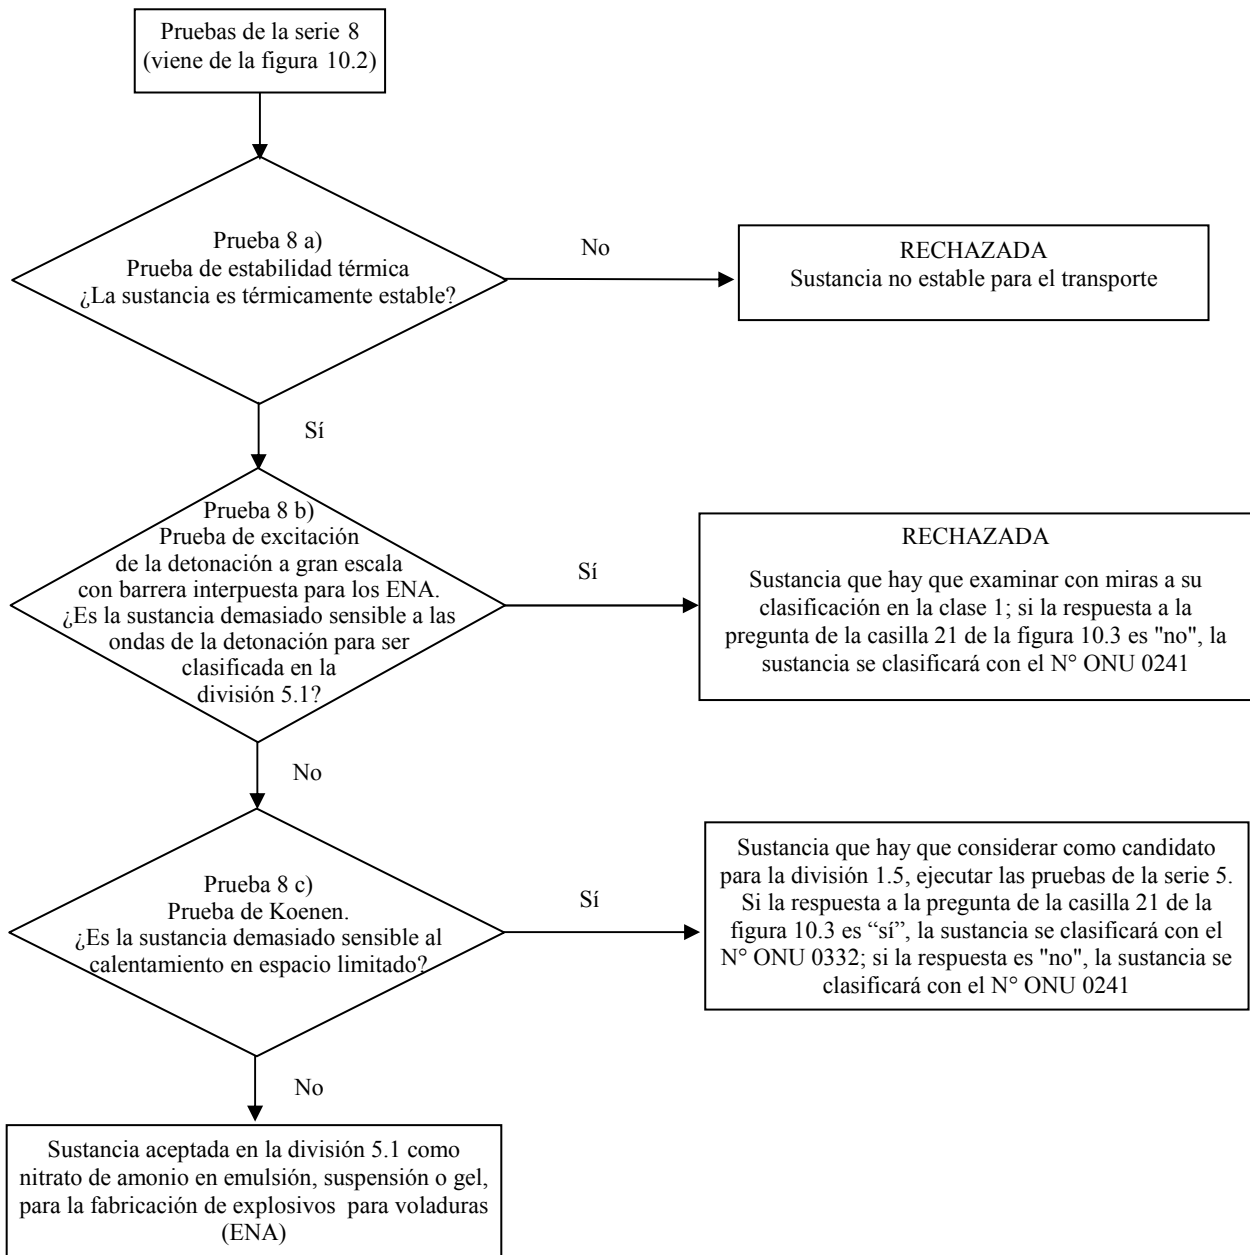 Pruebas de la serie 8
(viene de la figura 10.2)
Prueba 8 a)
Prueba de estabilidad térmica
¿La sustancia es térmicamente estable?
No
RECHAZADA
Sustancia no estable para el transporte
Sí
Prueba 8 b)
Prueba de excitación
de la detonación a gran escala
con barrera interpuesta para los ENA.
¿Es la sustancia demasiado sensible a las
ondas de la detonación para ser
clasificada en la
división 5.1?
Sí
RECHAZADA
Sustancia que hay que examinar con miras a su
clasificación en la clase 1; si la respuesta a la
pregunta de la casilla 21 de la figura 10.3 es "no", la
sustancia se clasificará con el N° ONU 0241
No
Prueba 8 c)
Prueba de Koenen.
¿Es la sustancia demasiado sensible al
calentamiento en espacio limitado?
Sí
Sustancia que hay que considerar como candidato
para la división 1.5, ejecutar las pruebas de la serie 5.
Si la respuesta a la pregunta de la casilla 21 de la
figura 10.3 es “sí”, la sustancia se clasificará con el
N° ONU 0332; si la respuesta es "no", la sustancia se
clasificará con el N° ONU 0241
No
Sustancia aceptada en la división 5.1 como
nitrato de amonio en emulsión, suspensión o gel,
para la fabricación de explosivos para voladuras
(ENA)